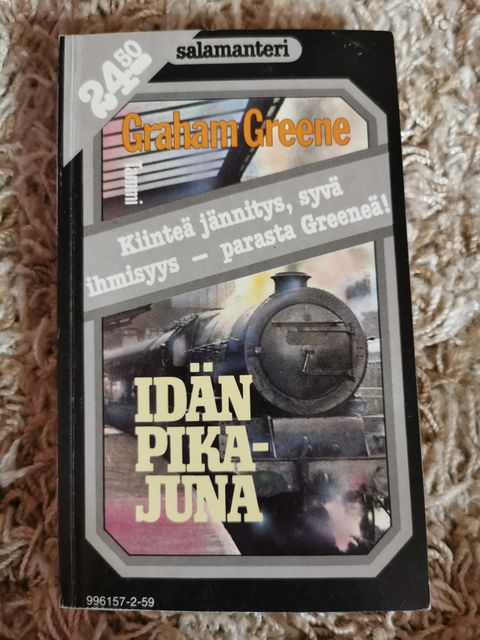 24.50
salamanteri
Graham Greene
Tammi
Kiinteä jännitys, syvä
ihmisyys – parasta Greeneä!
IDÄN
PIKA-
JUNA
996157-2-59